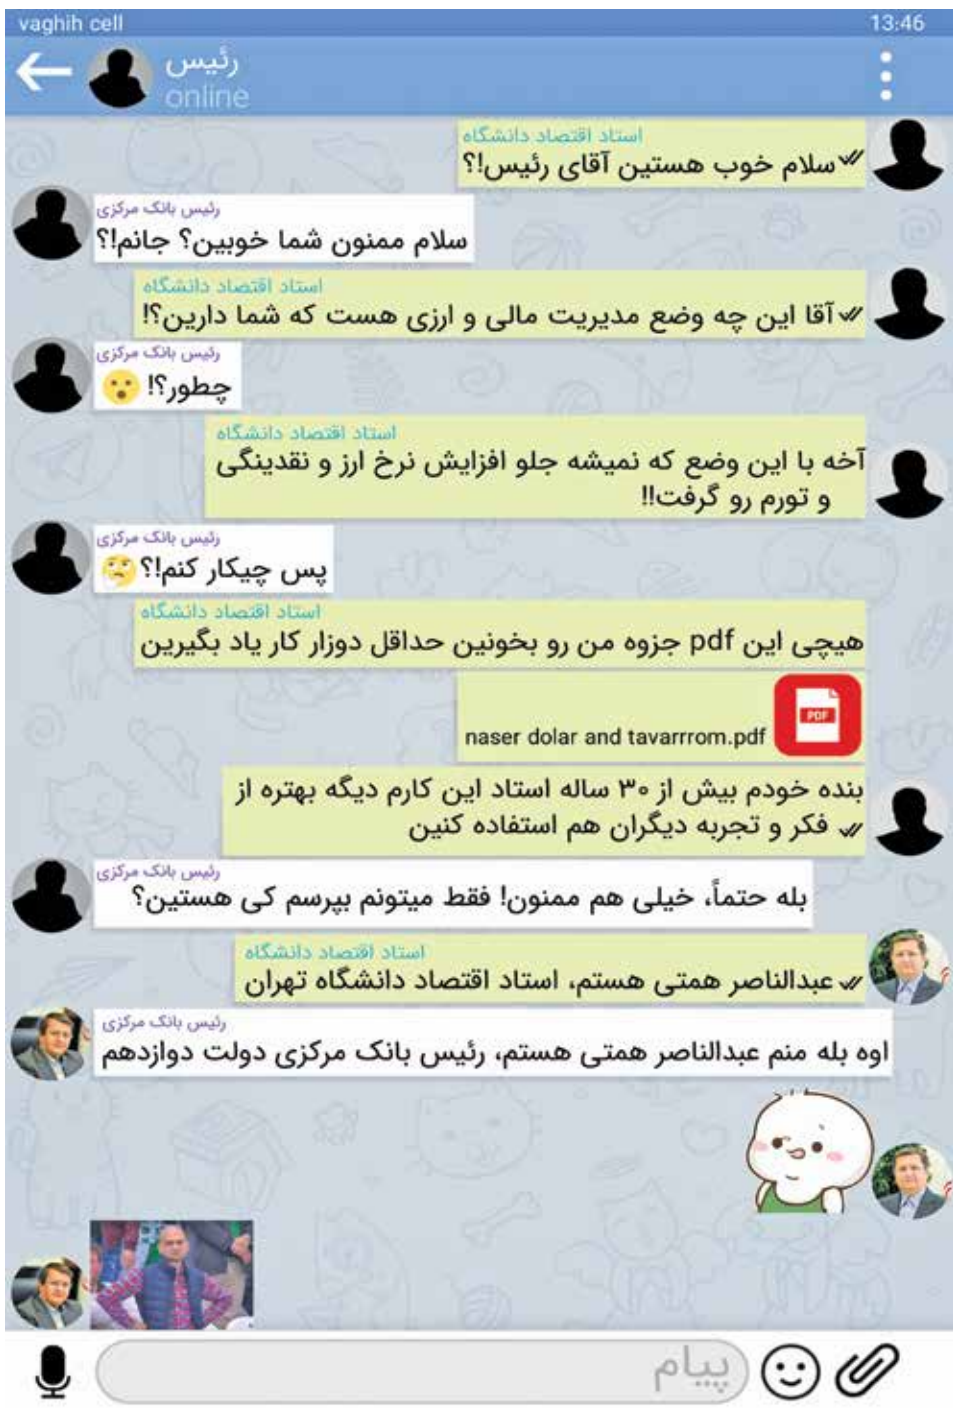 vaghih cell
13:46
رئیس
online
استاد اقتصاد دانشگاه
سلام خوب هستین آقای رئیس!؟
رئیس بانک مرکزی
سلام ممنون شما خوبین؟ جانم!؟
استاد اقتصاد دانشگاه
آقا این چه وضع مدیریت مالی و ارزی هست که شما دارین؟!
رئیس بانک مرکزی
چطور؟!
استاد اقتصاد دانشگاه
آخه با این وضع که نمیشه جلو افزایش نرخ ارز و نقدینگی
و تورم رو گرفت!!
رئیس بانک مرکزی
پس چیکار کنم!؟
استاد اقتصاد دانشگاه
هیچی این pdf جزوه من رو بخونین حداقل دوزار کار یاد بگیرین
PDF
naser dolar and tavarrrom.pdf
بنده خودم بیش از ۳۰ ساله استاد این کارم دیگه بهتره از
فکر و تجربه دیگران هم استفاده کنین
رئیس بانک مرکزی
بله حتماً، خیلی هم ممنون! فقط میتونم بپرسم کی هستین؟
استاد اقتصاد دانشگاه
عبدالناصر همتی هستم، استاد اقتصاد دانشگاه تهران
رئیس بانک مرکزی
اوه بله منم عبدالناصر همتی هستم، رئیس بانک مرکزی دولت دوازدهم
پیام